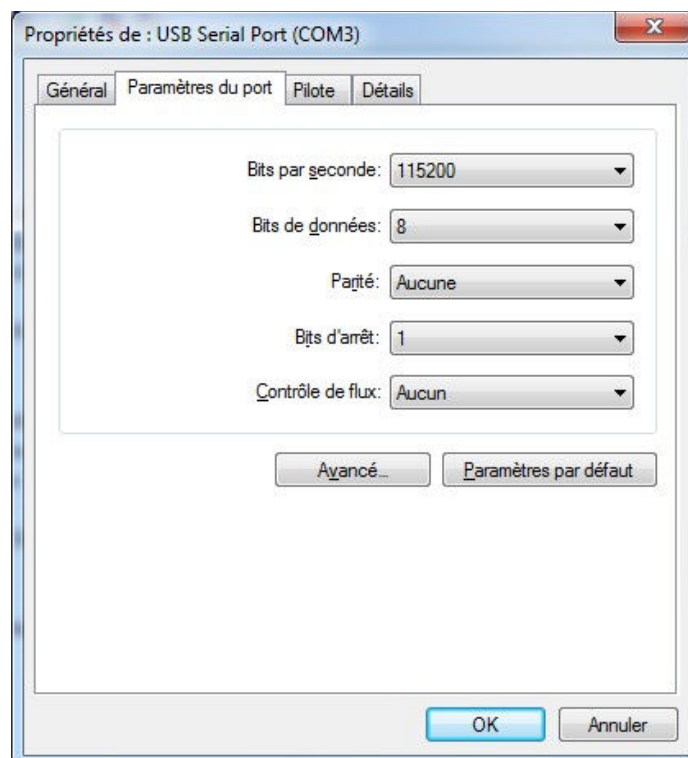 Propriétés de : USB Serial Port (COM3)
Général Paramètres du port Pilote Détails
Bits par seconde: 115200
Bits de données: 8
Parité: Aucune
Bits d'arrêt: 1
Contrôle de flux: Aucun
Avancé... Paramètres par défaut
OK Annuler